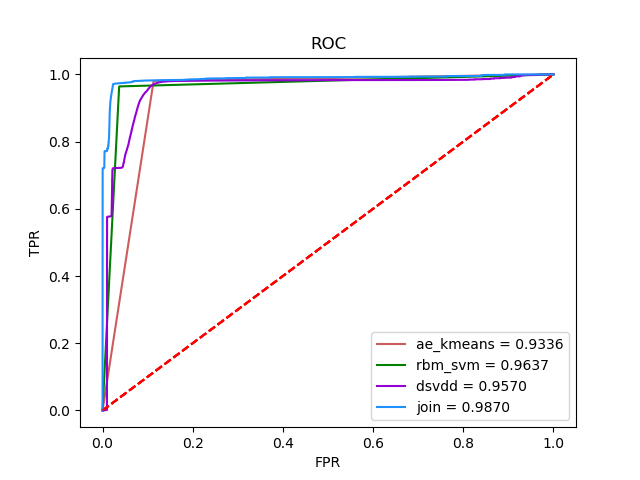 ROC
1.0
0.8
0.6
0.4
0.2
0.0
TPR
0.0 0.2 0.4 0.6 0.8 1.0
FPR
ae_kmeans = 0.9336
rbm_svm = 0.9637
dsvdd = 0.9570
join = 0.9870